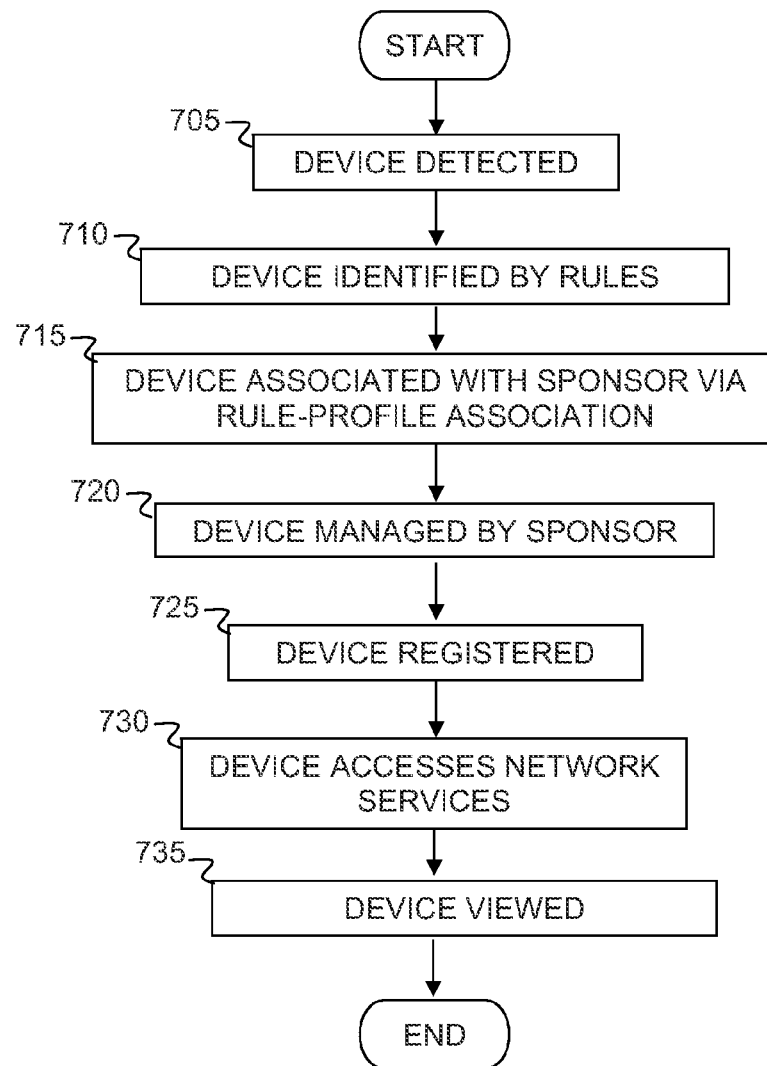 START
705
DEVICE DETECTED
710
DEVICE IDENTIFIED BY RULES
715
DEVICE ASSOCIATED WITH SPONSOR VIA
RULE-PROFILE ASSOCIATION
720
DEVICE MANAGED BY SPONSOR
725
DEVICE REGISTERED
730
DEVICE ACCESSES NETWORK
SERVICES
735
DEVICE VIEWED
END